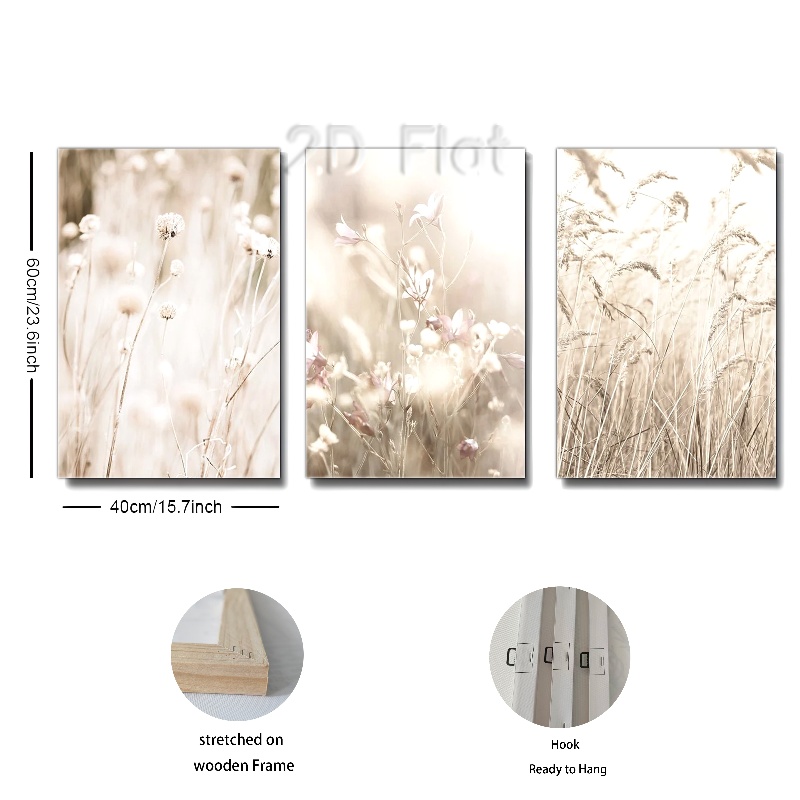 2D Flat
60cm/23.6inch
40cm/15.7inch
stretched on
wooden Frame
Hook
Ready to Hang